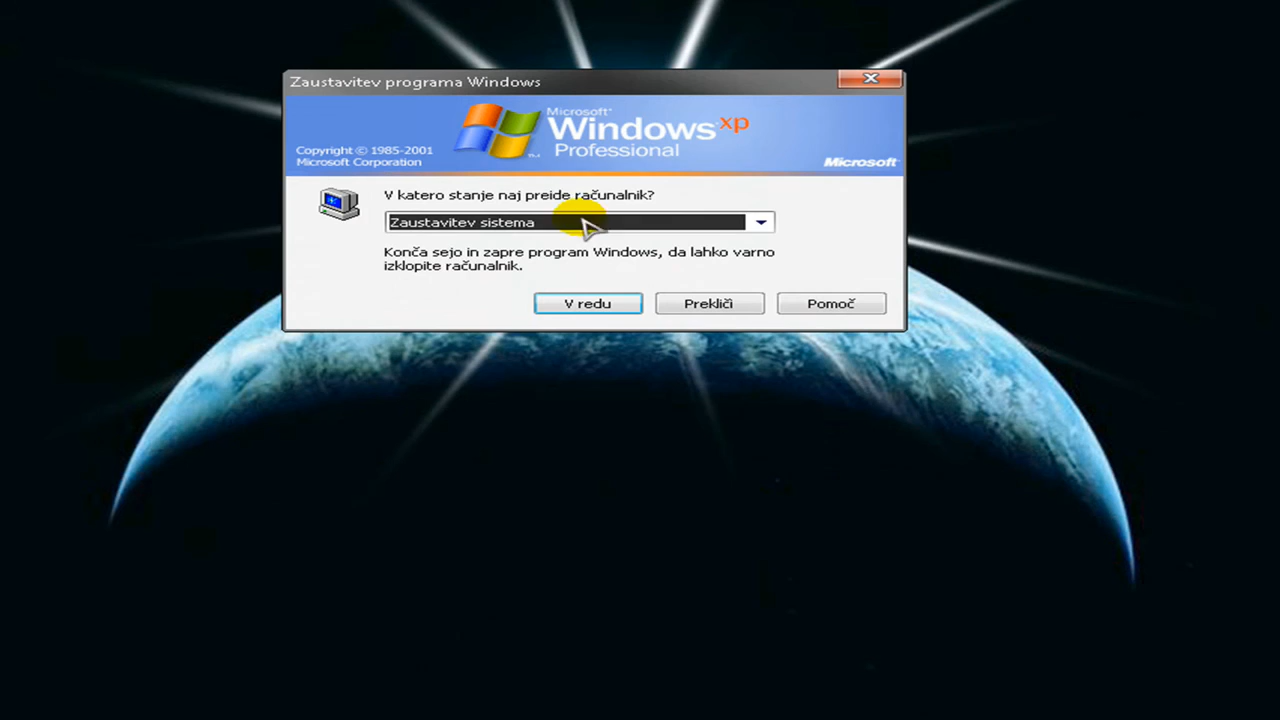 Zaustavitev programa Windows
Microsoft®
Windows xp
Professional
Copyright © 1985-2001
Microsoft Corporation
Microsoft
V katero stanje naj preide računalnik?
Zaustavitev sistema
Konča sejo in zapre program Windows, da lahko varno
izklopite računalnik.
V redu
Prekliči
Pomoč